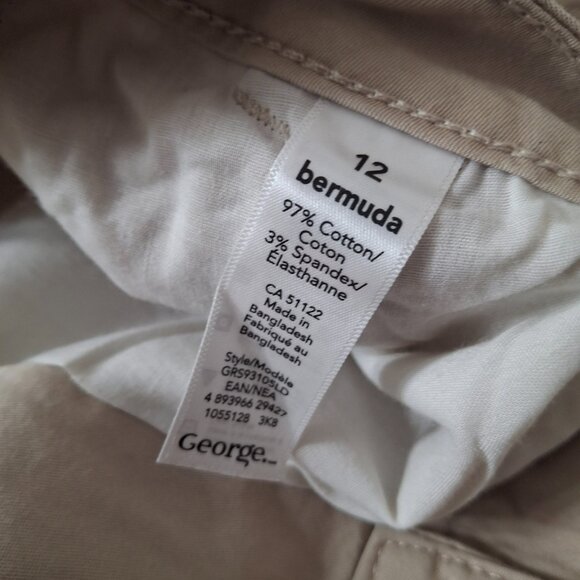 12
bermuda
97% Cotton/
Coton
3% Spandex/
Élasthanne
CA 51122
Made in
Bangladesh
Fabriqué au
Bangladesh
Style/Modèle
GRS93105LD
EAN/NEA
4 893966 29427
1055128 3K8
George.